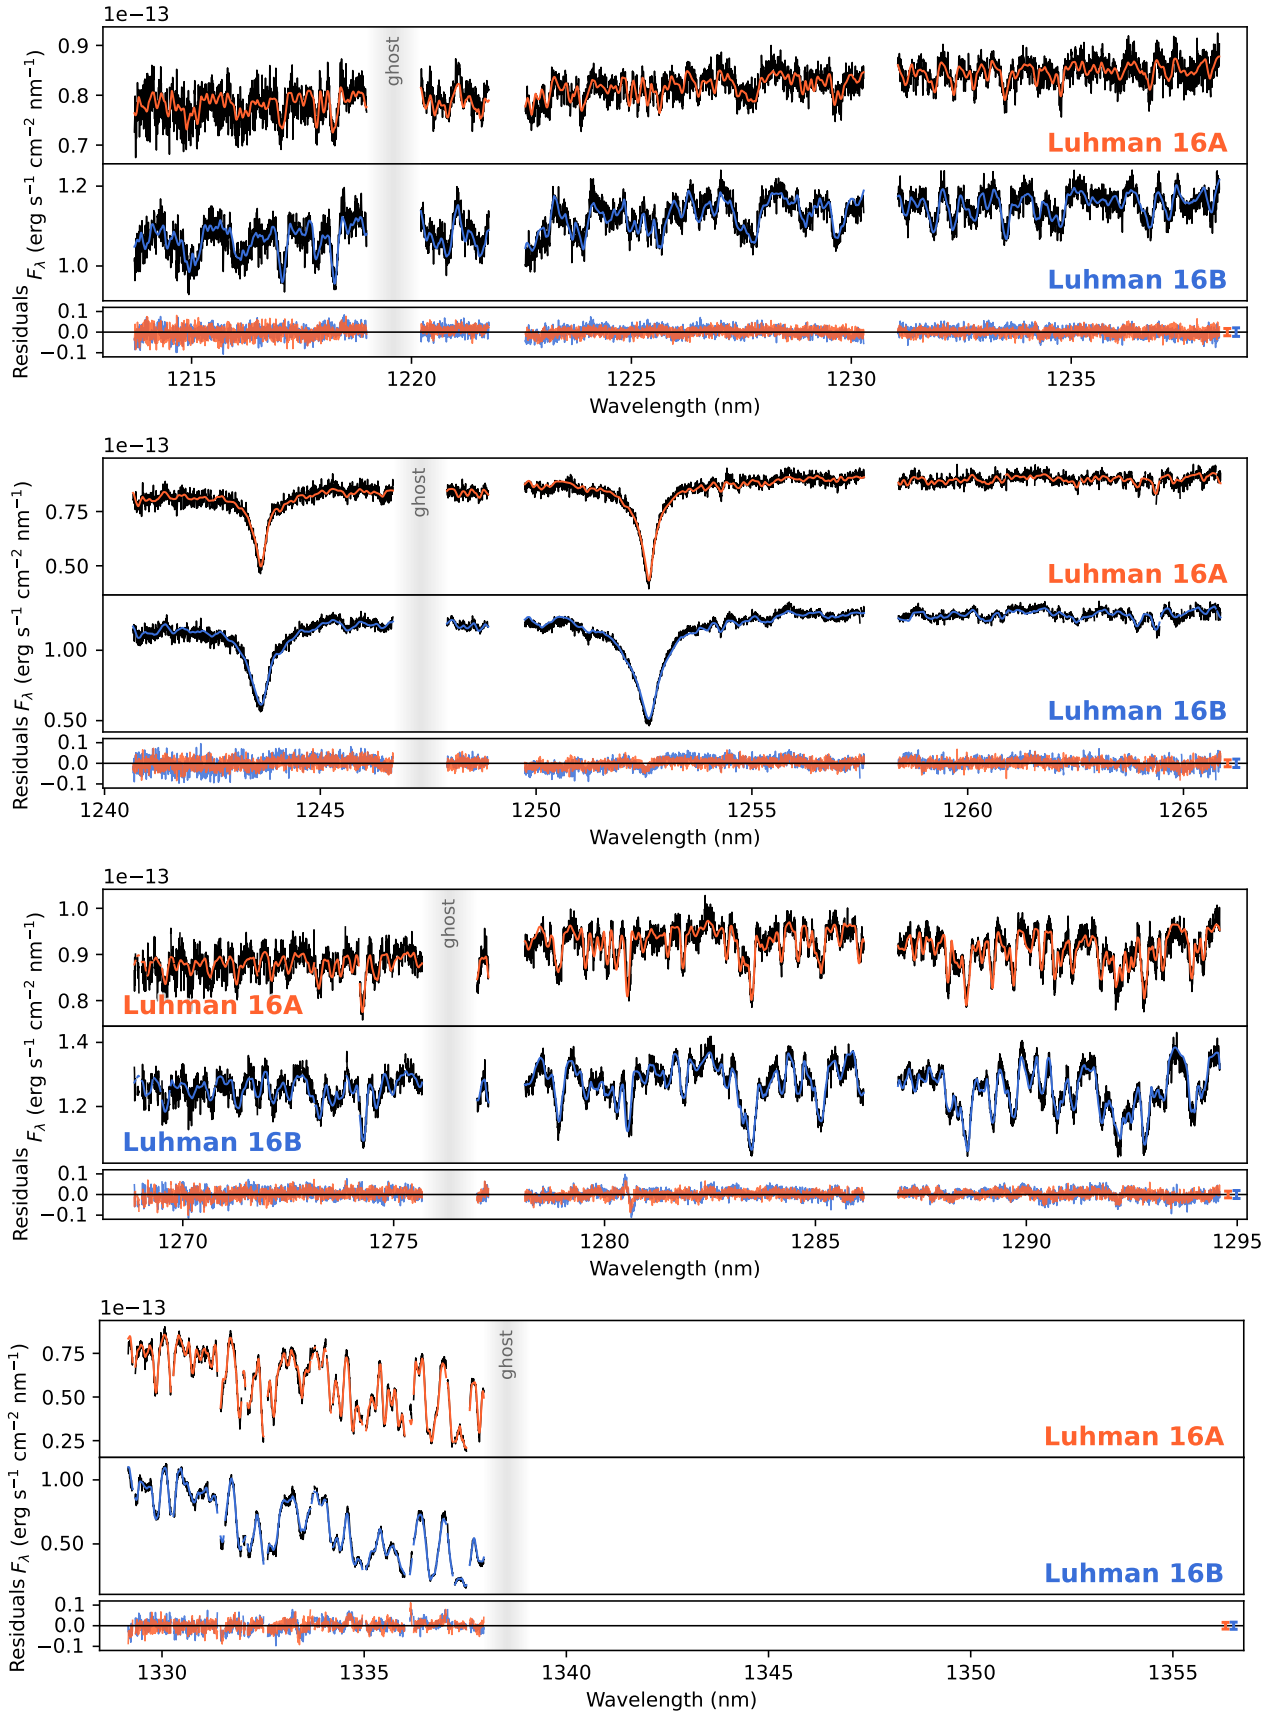 1e−13
0.9
0.8
0.7
ghost
Luhman 16A
1.2
1.0
Luhman 16B
Fλ (erg s⁻¹ cm⁻² nm⁻¹)
0.1
0.0
−0.1
Residuals
1215 1220 1225 1230 1235
Wavelength (nm)
1e−13
0.75
0.50
ghost
Luhman 16A
1.00
0.50
Luhman 16B
Fλ (erg s⁻¹ cm⁻² nm⁻¹)
0.1
0.0
−0.1
Residuals
1240 1245 1250 1255 1260 1265
Wavelength (nm)
1e−13
1.0
0.9
0.8
ghost
Luhman 16A
1.4
1.2
Luhman 16B
Fλ (erg s⁻¹ cm⁻² nm⁻¹)
0.1
0.0
−0.1
Residuals
1270 1275 1280 1285 1290 1295
Wavelength (nm)
1e−13
0.75
0.50
0.25
ghost
Luhman 16A
1.00
0.50
Luhman 16B
Fλ (erg s⁻¹ cm⁻² nm⁻¹)
0.1
0.0
−0.1
Residuals
1330 1335 1340 1345 1350 1355
Wavelength (nm)